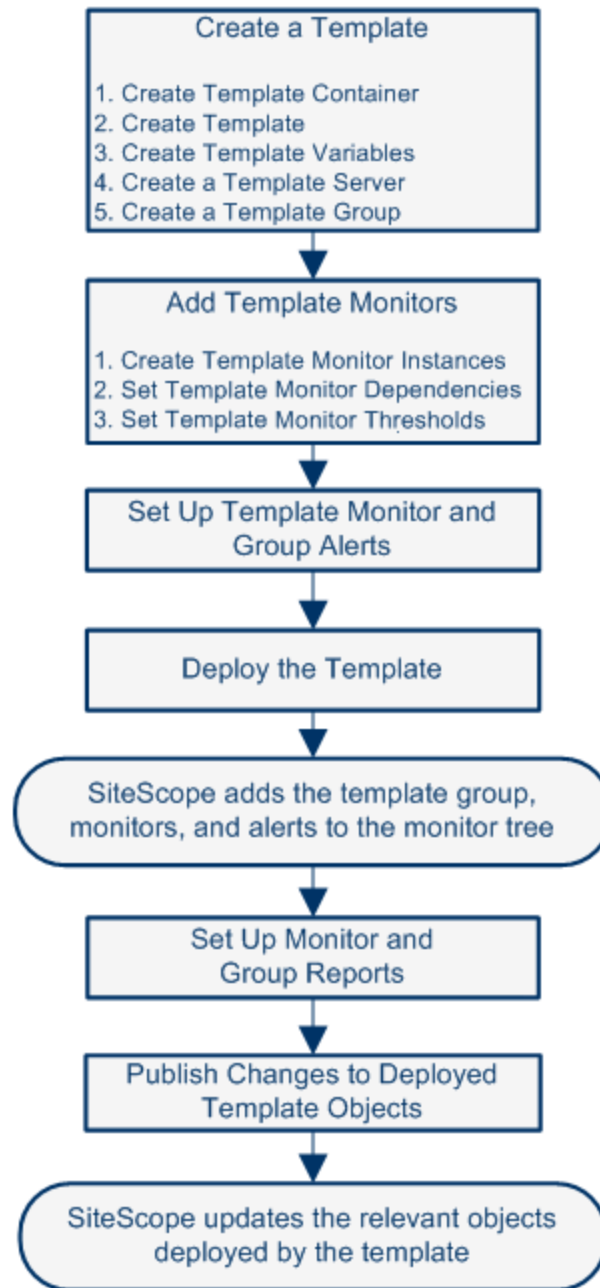 Create a Template
1. Create Template Container
2. Create Template
3. Create Template Variables
4. Create a Template Server
5. Create a Template Group
Add Template Monitors
1. Create Template Monitor Instances
2. Set Template Monitor Dependencies
3. Set Template Monitor Thresholds
Set Up Template Monitor and
Group Alerts
Deploy the Template
SiteScope adds the template group,
monitors, and alerts to the monitor tree
Set Up Monitor and
Group Reports
Publish Changes to Deployed
Template Objects
SiteScope updates the relevant objects
deployed by the template